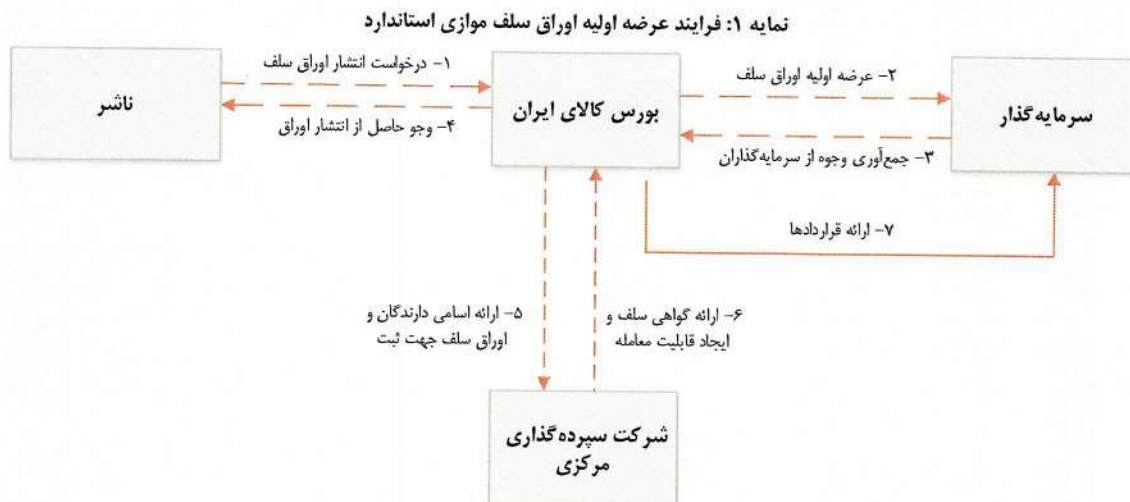 نمایه ۱: فرایند عرضه اولیه اوراق سلف موازی استاندارد
ناشر
۱- درخواست انتشار اوراق سلف
۴- وجو حاصل از انتشار اوراق
بورس کالای ایران
۲- عرضه اولیه اوراق سلف
۳- جمع‌آوری وجوه از سرمایه‌گذاران
سرمایه‌گذار
۷- ارائه قراردادها
۵- ارائه اسامی دارندگان و
اوراق سلف جهت ثبت
۶- ارائه گواهی سلف و
ایجاد قابلیت معامله
شرکت سپرده‌گذاری
مرکزی